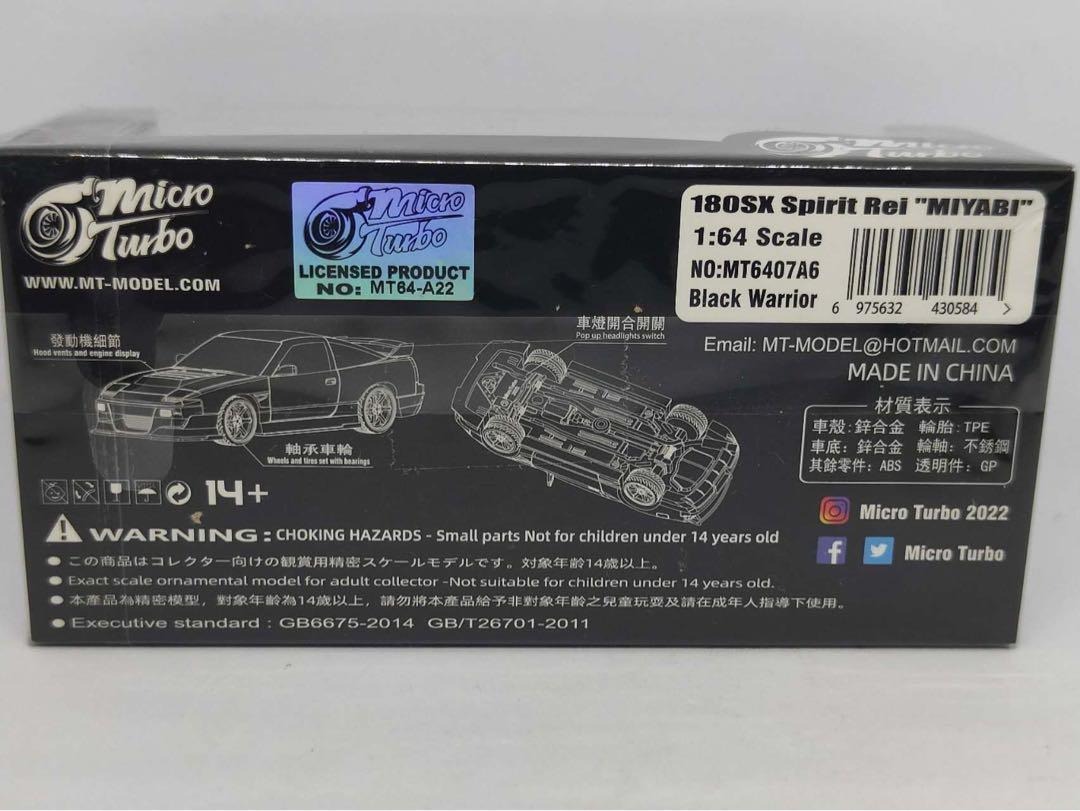 Micro
Turbo
WWW.MT-MODEL.COM
Micro
Turbo
LICENSED PRODUCT
NO: MT64-A22
Micro
Turbo
180SX Spirit Rei "MIYABI"
1:64 Scale
NO:MT6407A6
Black Warrior
6 975632 430584 >
發動機細節
Hood vents and engine display
軸承車輪
Wheels and tires set with bearings
車燈開合開關
Pop up headlights switch
Email: MT-MODEL@HOTMAIL.COM
MADE IN CHINA
材質表示
車殼:鋅合金 輪胎:TPE
車底:鋅合金 輪軸:不銹鋼
其餘零件:ABS 透明件:GP
14+
Micro Turbo 2022
Micro Turbo
WARNING:CHOKING HAZARDS - Small parts Not for children under 14 years old
● この商品はコレクター向けの観賞用精密スケールモデルです。対象年齢14歳以上。
● Exact scale ornamental model for adult collector -Not suitable for children under 14 years old.
● 本產品為精密模型，對象年齡為14歲以上，請勿將本產品給予非對象年齡之兒童玩耍及請在成年人指導下使用。
● Executive standard : GB6675-2014 GB/T26701-2011